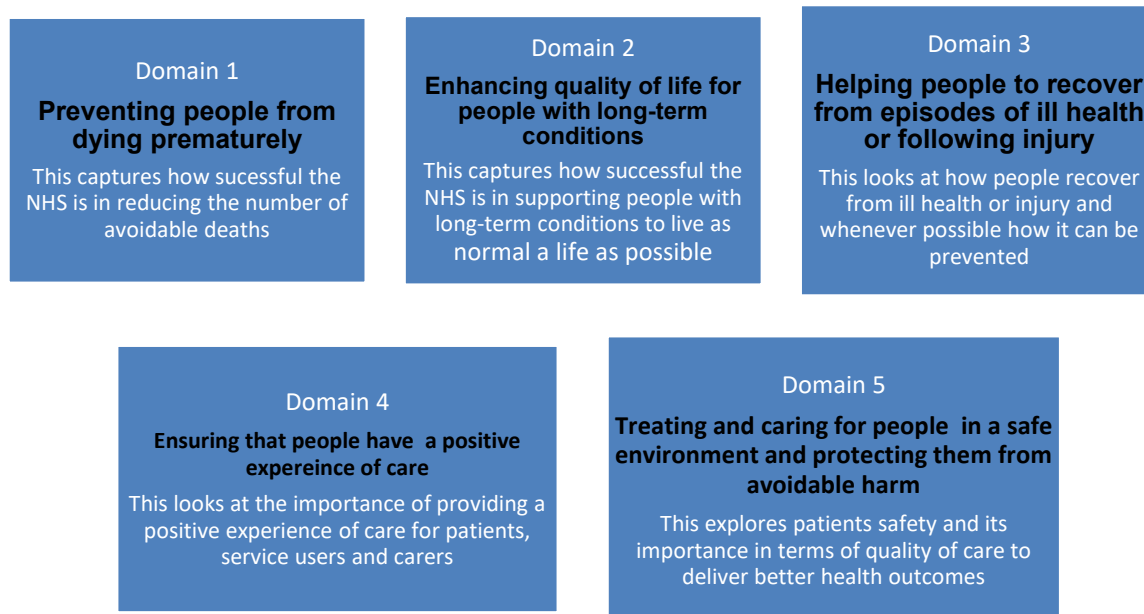 Domain 1
Preventing people from
dying prematurely
This captures how sucessful the
NHS is in reducing the number of
avoidable deaths
Domain 2
Enhancing quality of life for
people with long-term
conditions
This captures how successful the
NHS is in supporting people with
long-term conditions to live as
normal a life as possible
Domain 3
Helping people to recover
from episodes of ill health
or following injury
This looks at how people recover
from ill health or injury and
whenever possible how it can be
prevented
Domain 4
Ensuring that people have a positive
expereince of care
This looks at the importance of providing a
positive experience of care for patients,
service users and carers
Domain 5
Treating and caring for people in a safe
environment and protecting them from
avoidable harm
This explores patients safety and its
importance in terms of quality of care to
deliver better health outcomes